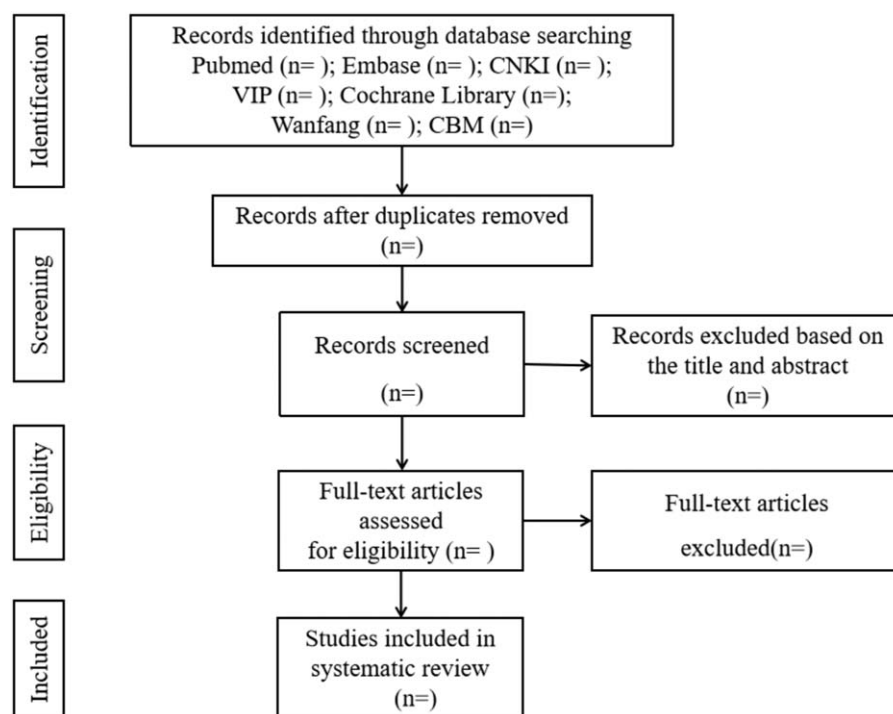 Identification
Records identified through database searching
Pubmed (n= ); Embase (n= ); CNKI (n= );
VIP (n= ); Cochrane Library (n=);
Wanfang (n= ); CBM (n=)
Records after duplicates removed
(n=)
Screening
Records screened
(n=)
Records excluded based on
the title and abstract
(n=)
Eligibility
Full-text articles
assessed
for eligibility (n= )
Full-text articles
excluded(n=)
Included
Studies included in
systematic review
(n=)